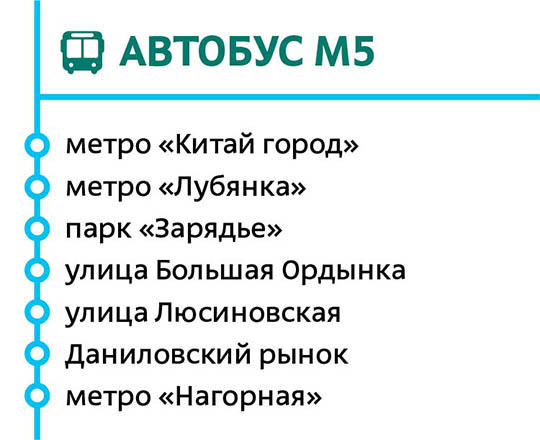 АВТОБУС М5
метро «Китай город»
метро «Лубянка»
парк «Зарядье»
улица Большая Ордынка
улица Люсиновская
Даниловский рынок
метро «Нагорная»